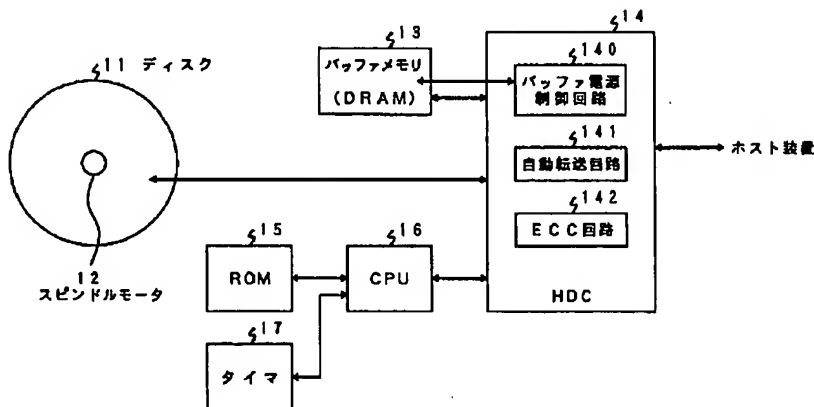 11 ディスク
12
スピンドルモータ
13
バッファメモリ
(DRAM)
14
140
バッファ電源
制御回路
141
自動転送回路
142
ECC回路
HDC
ホスト装置
15
ROM
16
CPU
17
タイマ